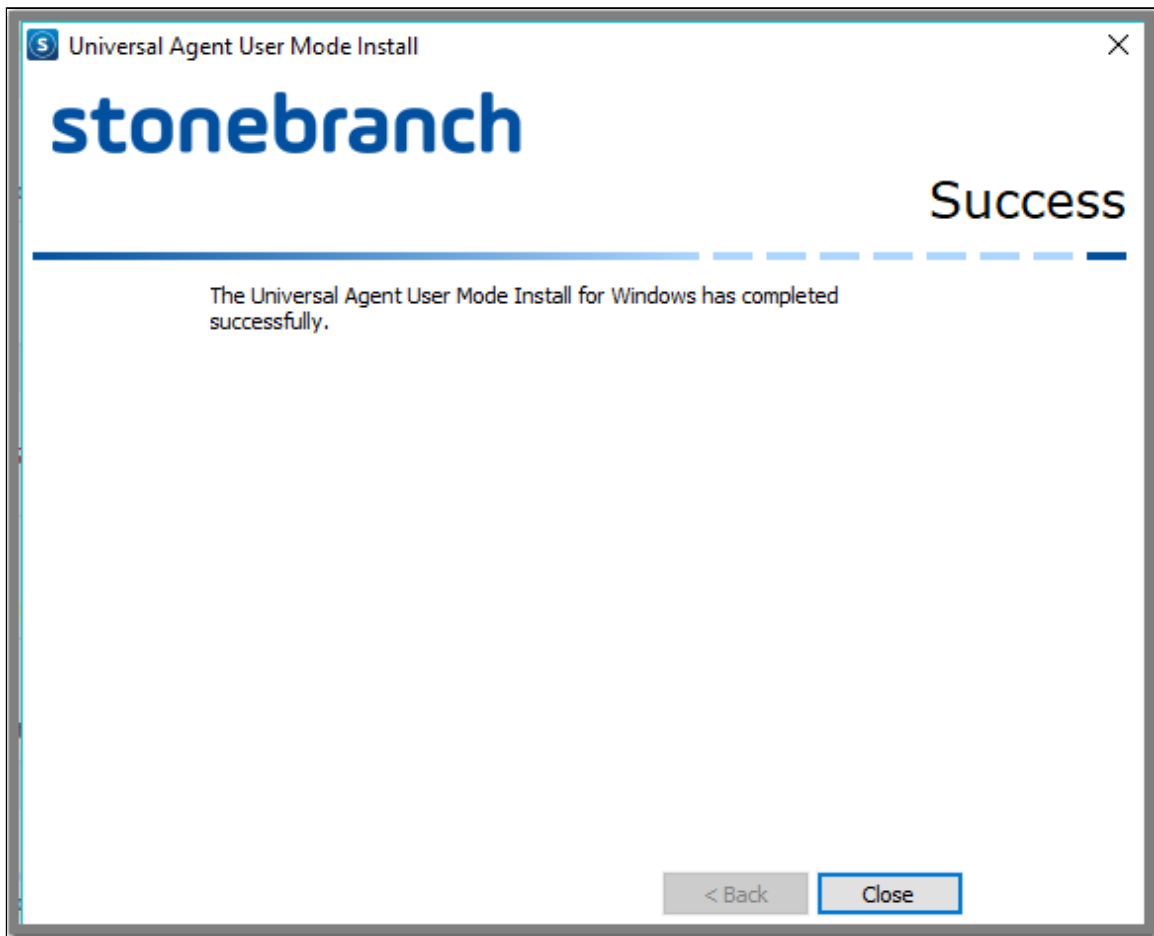 Universal Agent User Mode Install
stonebranch
Success
The Universal Agent User Mode Install for Windows has completed
successfully.
< Back
Close